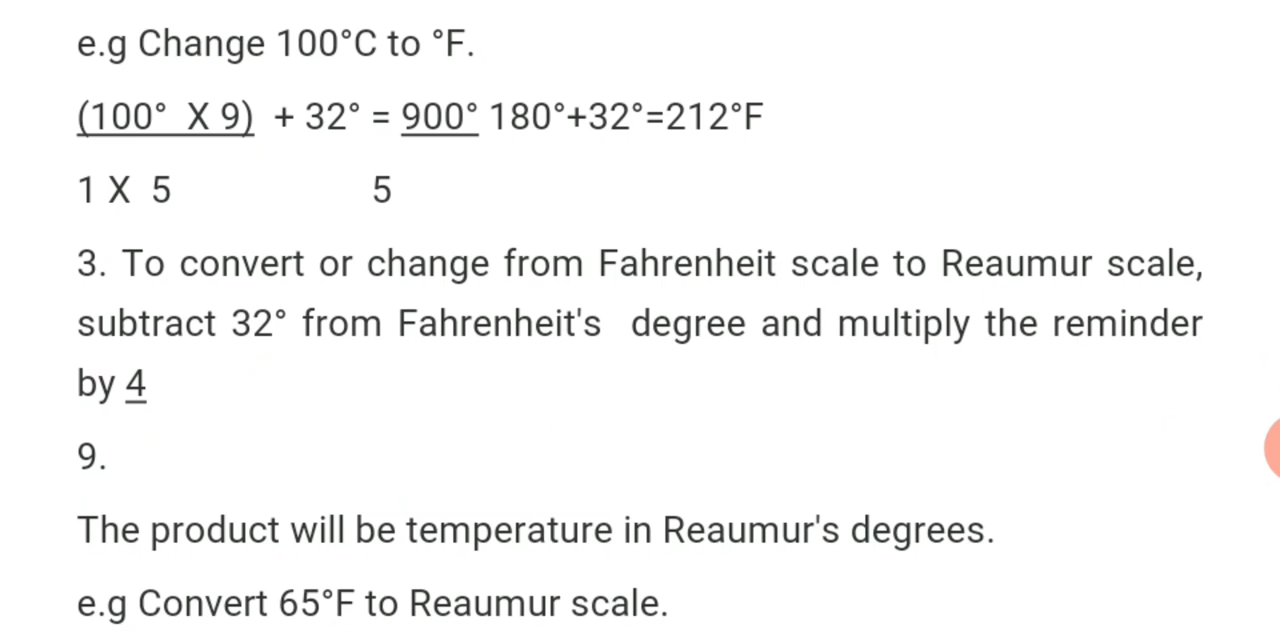 e.g Change 100°C to °F.
(100° X 9) + 32° = 900° 180°+32°=212°F
1 X 5 5
3. To convert or change from Fahrenheit scale to Reaumur scale,
subtract 32° from Fahrenheit's degree and multiply the reminder
by 4
9.
The product will be temperature in Reaumur's degrees.
e.g Convert 65°F to Reaumur scale.